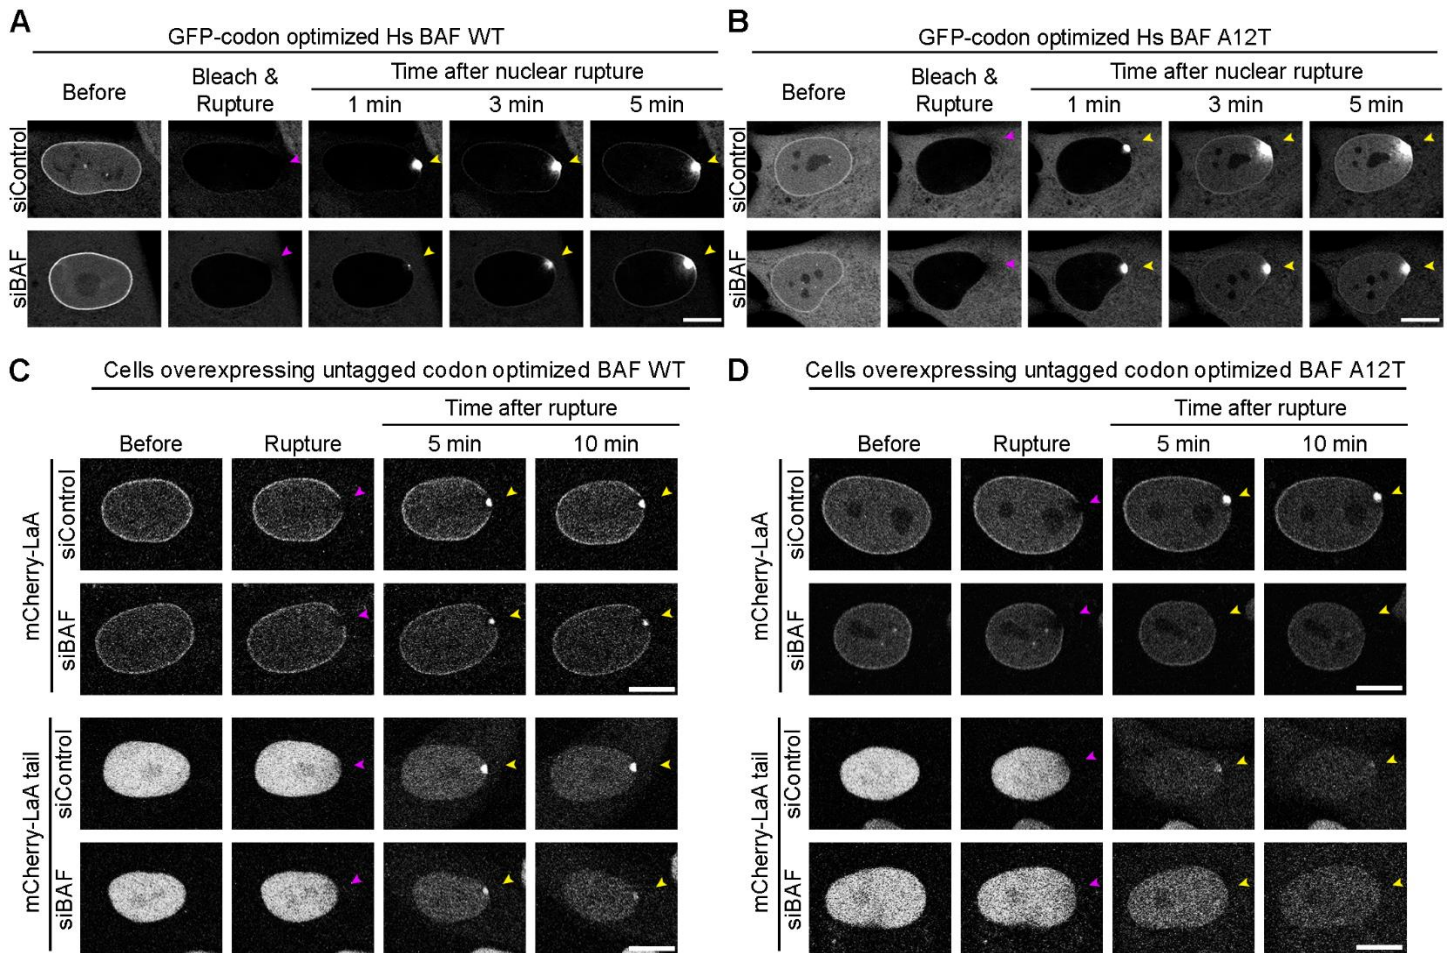 A
GFP-codon optimized Hs BAF WT
Before
Bleach &
Rupture
Time after nuclear rupture
1 min
3 min
5 min
siControl
siBAF
B
GFP-codon optimized Hs BAF A12T
Before
Bleach &
Rupture
Time after nuclear rupture
1 min
3 min
5 min
siControl
siBAF
C
Cells overexpressing untagged codon optimized BAF WT
Time after rupture
Before
Rupture
5 min
10 min
mCherry-LaA
siControl
siBAF
mCherry-LaA tail
siControl
siBAF
D
Cells overexpressing untagged codon optimized BAF A12T
Time after rupture
Before
Rupture
5 min
10 min
mCherry-LaA
siControl
siBAF
mCherry-LaA tail
siControl
siBAF